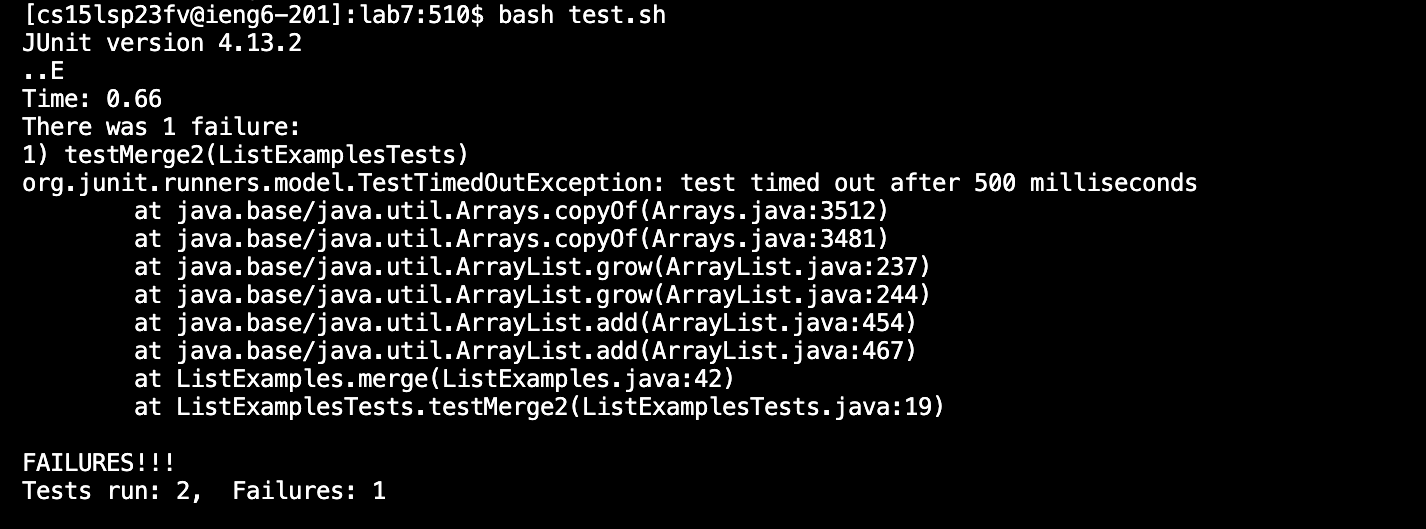 [cs15lsp23fv@ieng6-201]:lab7:510$ bash test.sh
JUnit version 4.13.2
..E
Time: 0.66
There was 1 failure:
1) testMerge2(ListExamplesTests)
org.junit.runners.model.TestTimedOutException: test timed out after 500 milliseconds
        at java.base/java.util.Arrays.copyOf(Arrays.java:3512)
        at java.base/java.util.Arrays.copyOf(Arrays.java:3481)
        at java.base/java.util.ArrayList.grow(ArrayList.java:237)
        at java.base/java.util.ArrayList.grow(ArrayList.java:244)
        at java.base/java.util.ArrayList.add(ArrayList.java:454)
        at java.base/java.util.ArrayList.add(ArrayList.java:467)
        at ListExamples.merge(ListExamples.java:42)
        at ListExamplesTests.testMerge2(ListExamplesTests.java:19)

FAILURES!!!
Tests run: 2,  Failures: 1